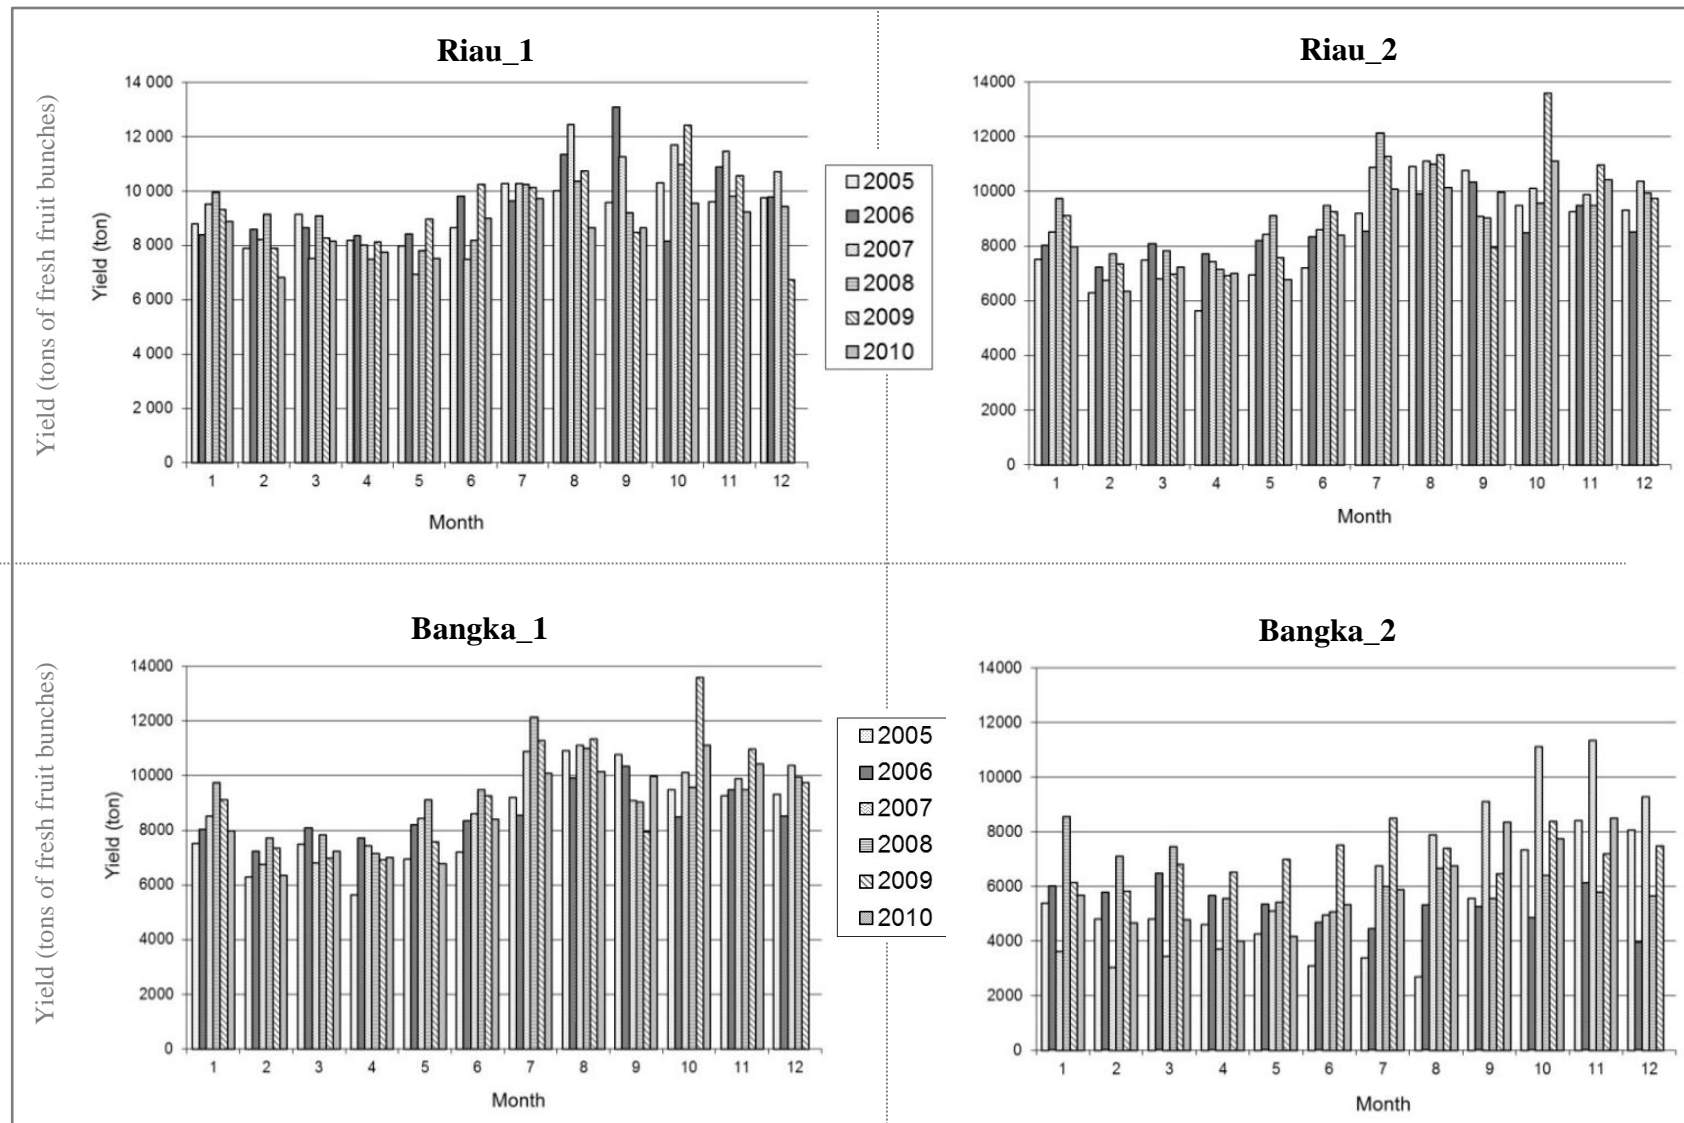 Riau_1
Yield (tons of fresh fruit bunches)
Yield (ton)
14 000
12 000
10 000
8 000
6 000
4 000
2 000
0
1 2 3 4 5 6 7 8 9 10 11 12
Month
2005
2006
2007
2008
2009
2010
Riau_2
14000
12000
10000
8000
6000
4000
2000
0
1 2 3 4 5 6 7 8 9 10 11 12
Month
Bangka_1
Yield (tons of fresh fruit bunches)
Yield (ton)
14000
12000
10000
8000
6000
4000
2000
0
1 2 3 4 5 6 7 8 9 10 11 12
Month
2005
2006
2007
2008
2009
2010
Bangka_2
14000
12000
10000
8000
6000
4000
2000
0
1 2 3 4 5 6 7 8 9 10 11 12
Month